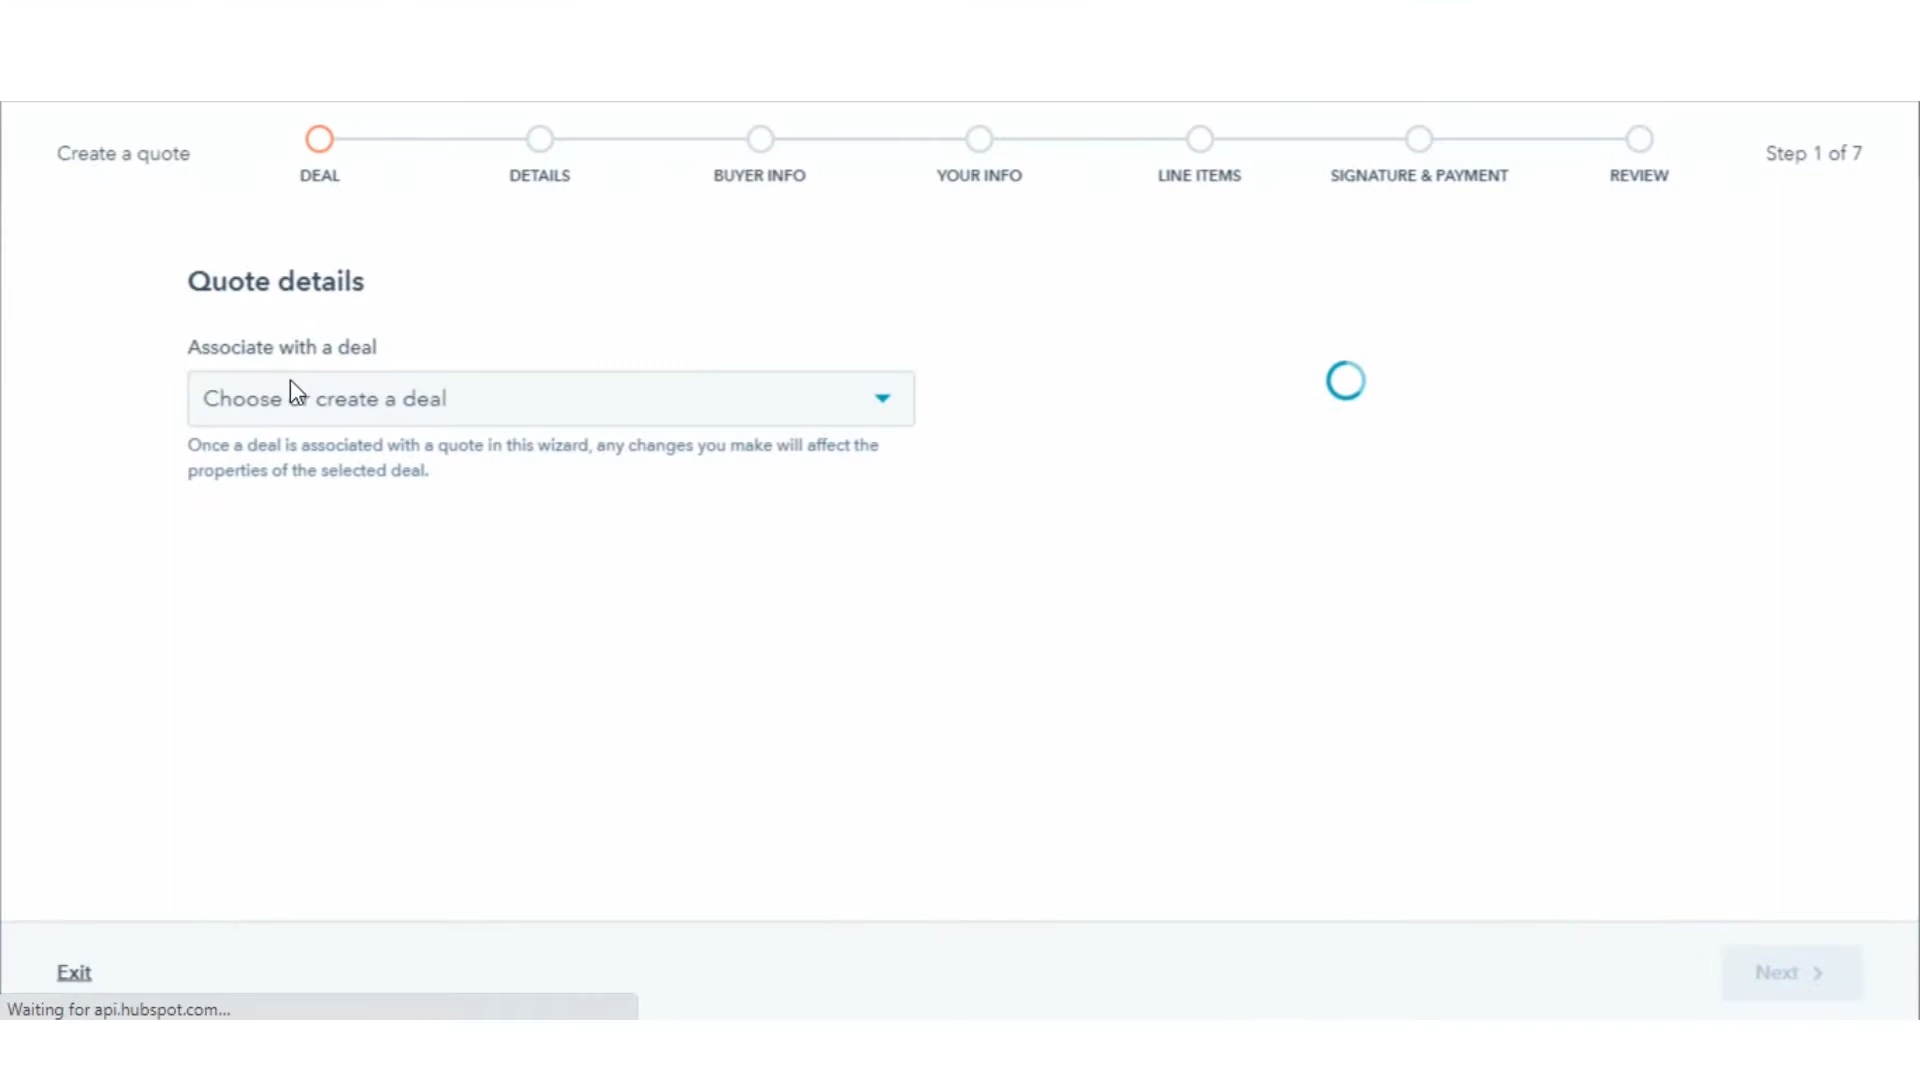 Create a quote
DEAL
DETAILS
BUYER INFO
YOUR INFO
LINE ITEMS
SIGNATURE & PAYMENT
REVIEW
Step 1 of 7
Quote details
Associate with a deal
Choose or create a deal
Once a deal is associated with a quote in this wizard, any changes you make will affect the
properties of the selected deal.
Exit
Next
Waiting for api.hubspot.com...